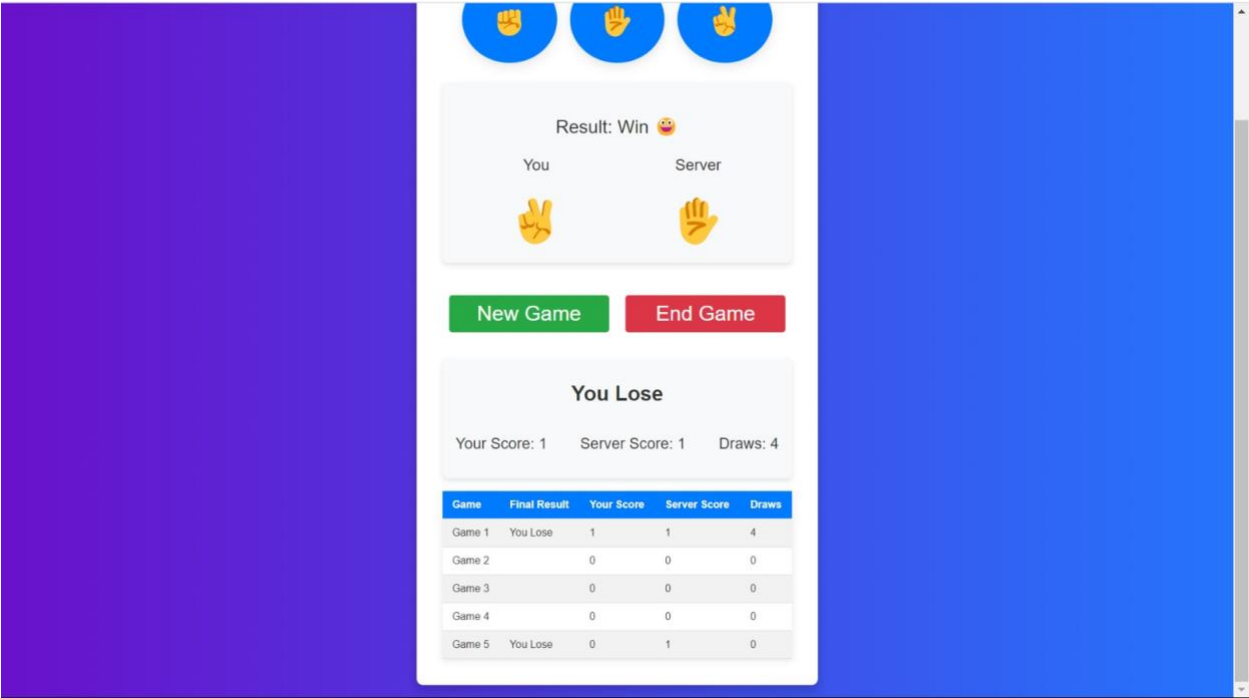 Result: Win
You Server
New Game End Game
You Lose
Your Score: 1 Server Score: 1 Draws: 4
Game Final Result Your Score Server Score Draws
Game 1 You Lose 1 1 4
Game 2 0 0 0
Game 3 0 0 0
Game 4 0 0 0
Game 5 You Lose 0 1 0